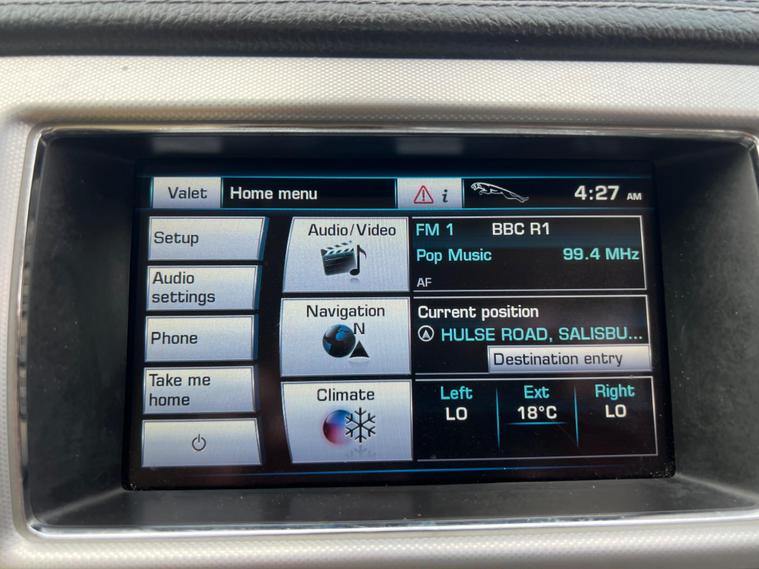 Valet
Home menu
i
4:27 AM
Setup
Audio
settings
Phone
Take me
home
Audio/Video
Navigation
N
Climate
FM 1 BBC R1
Pop Music 99.4 MHz
AF
Current position
HULSE ROAD, SALISBU...
Destination entry
Left
LO
Ext
18°C
Right
LO